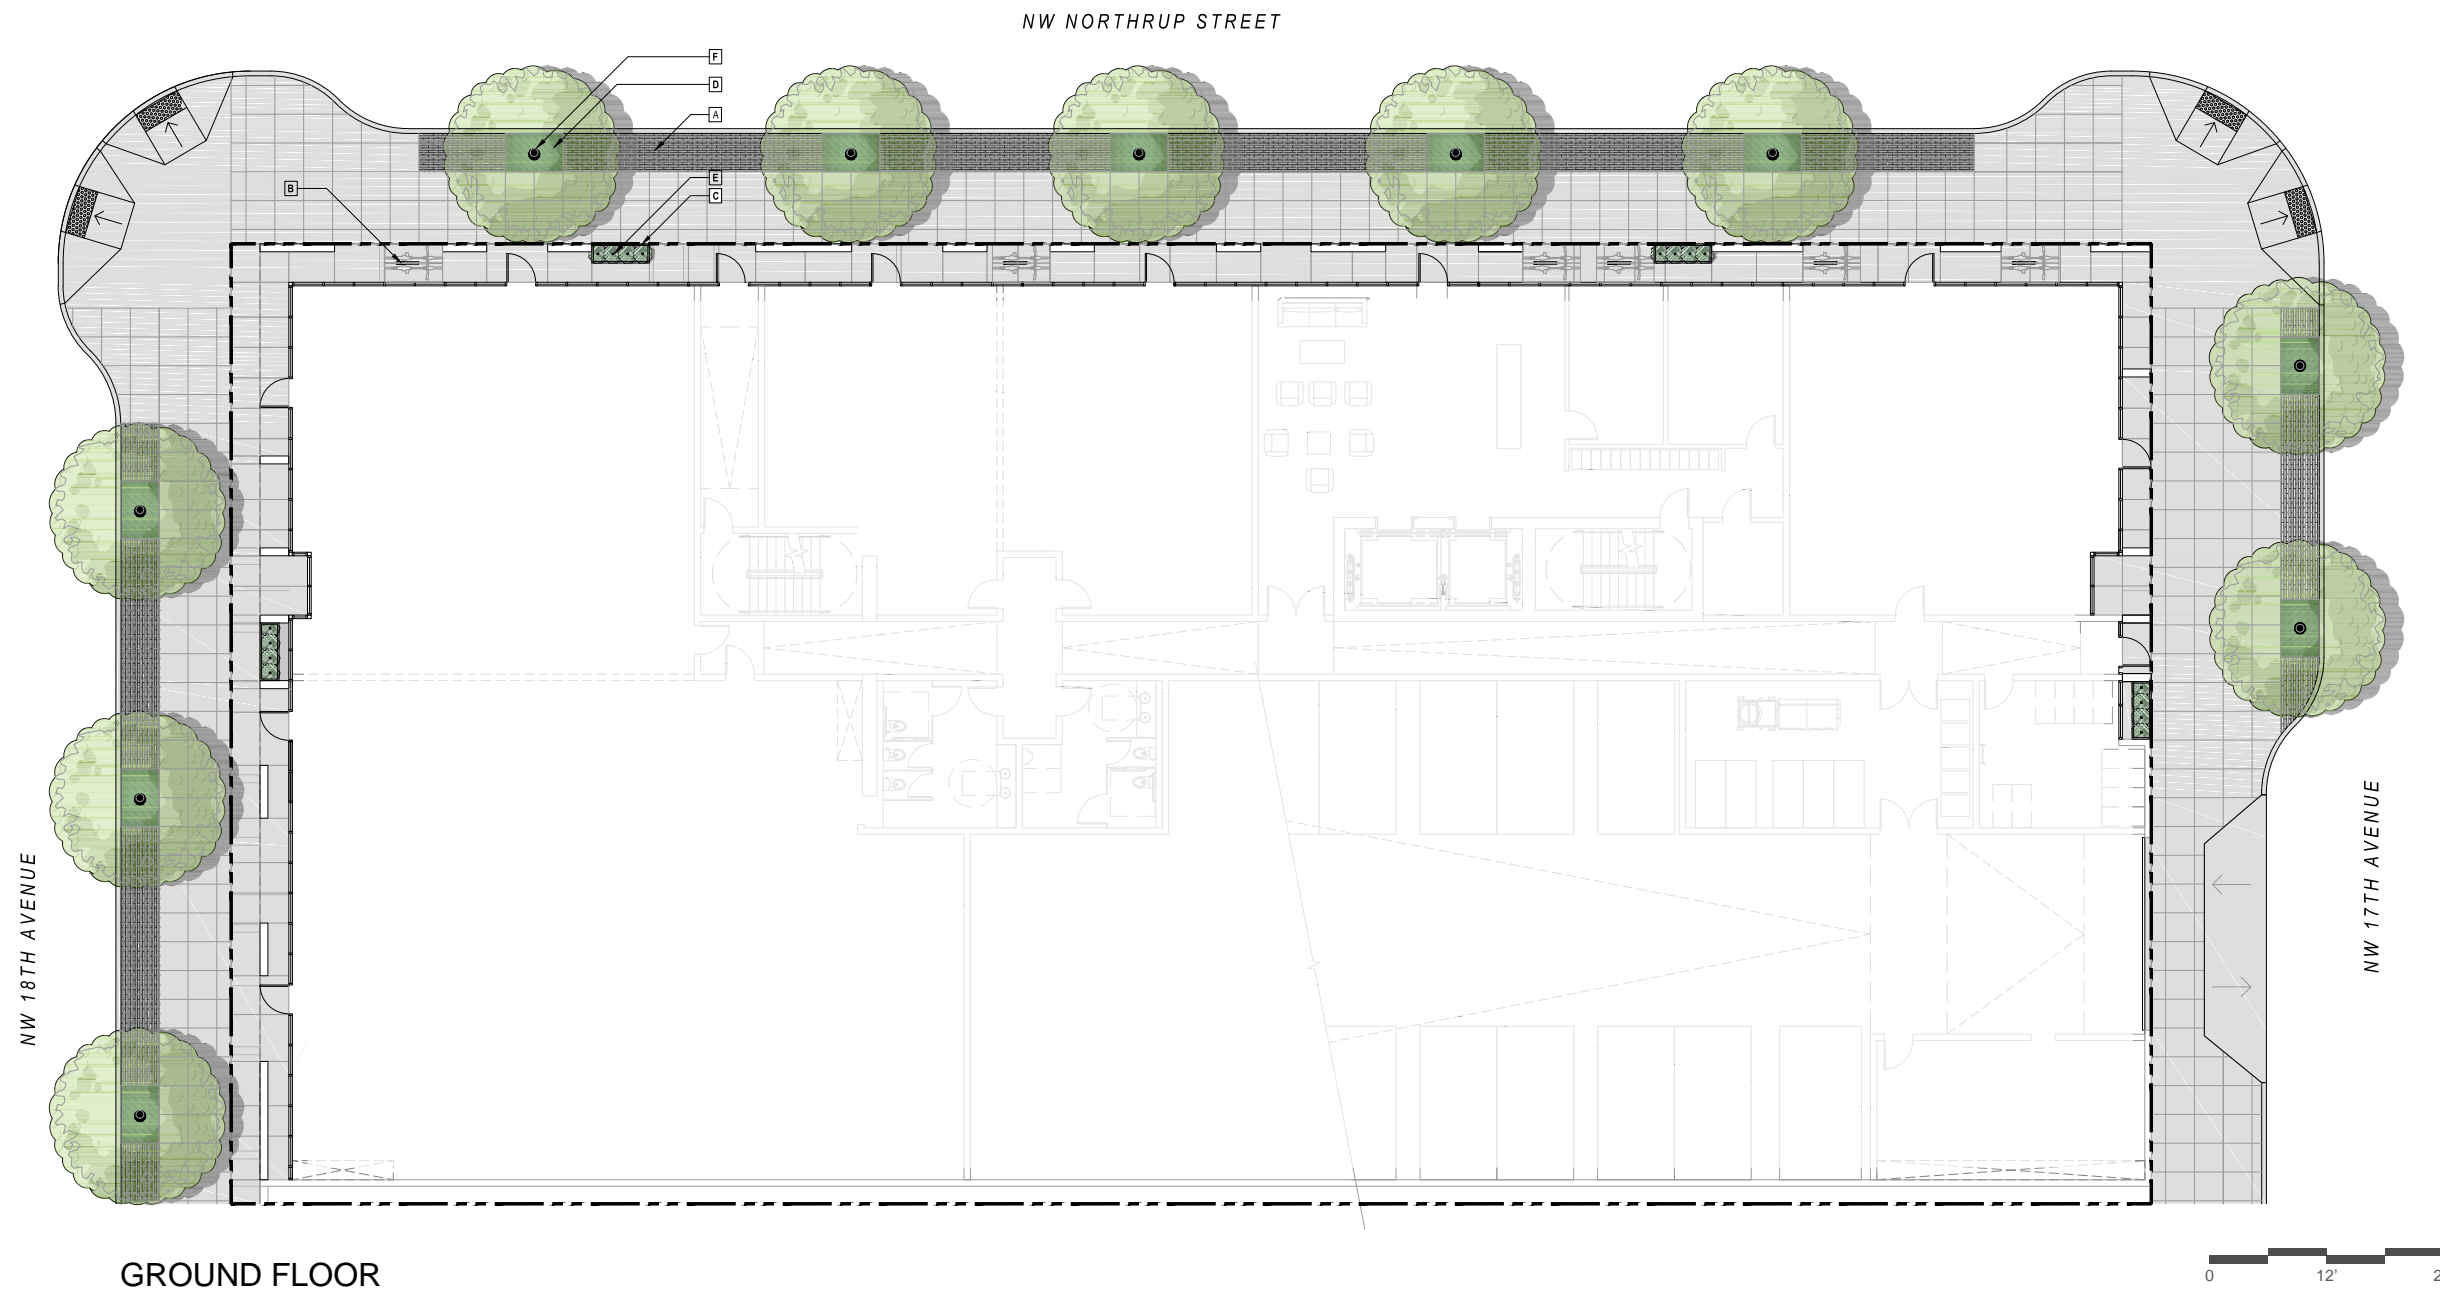 NW NORTHRUP STREET
F
D
A
E
B
C
NW 18TH AVENUE
NW 17TH AVENUE
GROUND FLOOR
0 12'